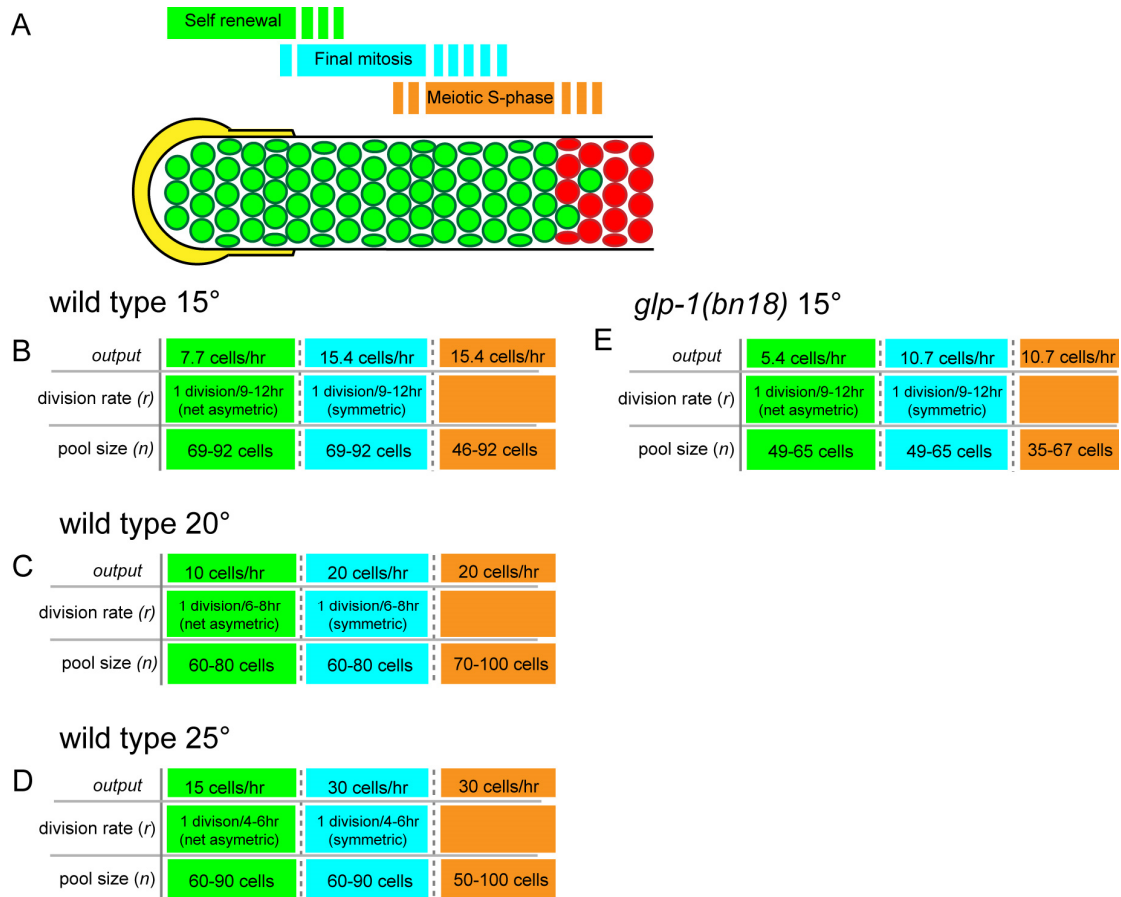 A
Self renewal
Final mitosis
Meiotic S-phase
wild type 15°
B
output 7.7 cells/hr 15.4 cells/hr 15.4 cells/hr
division rate (r) 1 division/9-12hr 1 division/9-12hr
(net asymetric) (symmetric)
pool size (n) 69-92 cells 69-92 cells 46-92 cells
glp-1(bn18) 15°
E
output 5.4 cells/hr 10.7 cells/hr 10.7 cells/hr
division rate (r) 1 division/9-12hr 1 division/9-12hr
(net asymetric) (symmetric)
pool size (n) 49-65 cells 49-65 cells 35-67 cells
wild type 20°
C
output 10 cells/hr 20 cells/hr 20 cells/hr
division rate (r) 1 division/6-8hr 1 division/6-8hr
(net asymetric) (symmetric)
pool size (n) 60-80 cells 60-80 cells 70-100 cells
wild type 25°
D
output 15 cells/hr 30 cells/hr 30 cells/hr
division rate (r) 1 divison/4-6hr 1 division/4-6hr
(net asymetric) (symmetric)
pool size (n) 60-90 cells 60-90 cells 50-100 cells